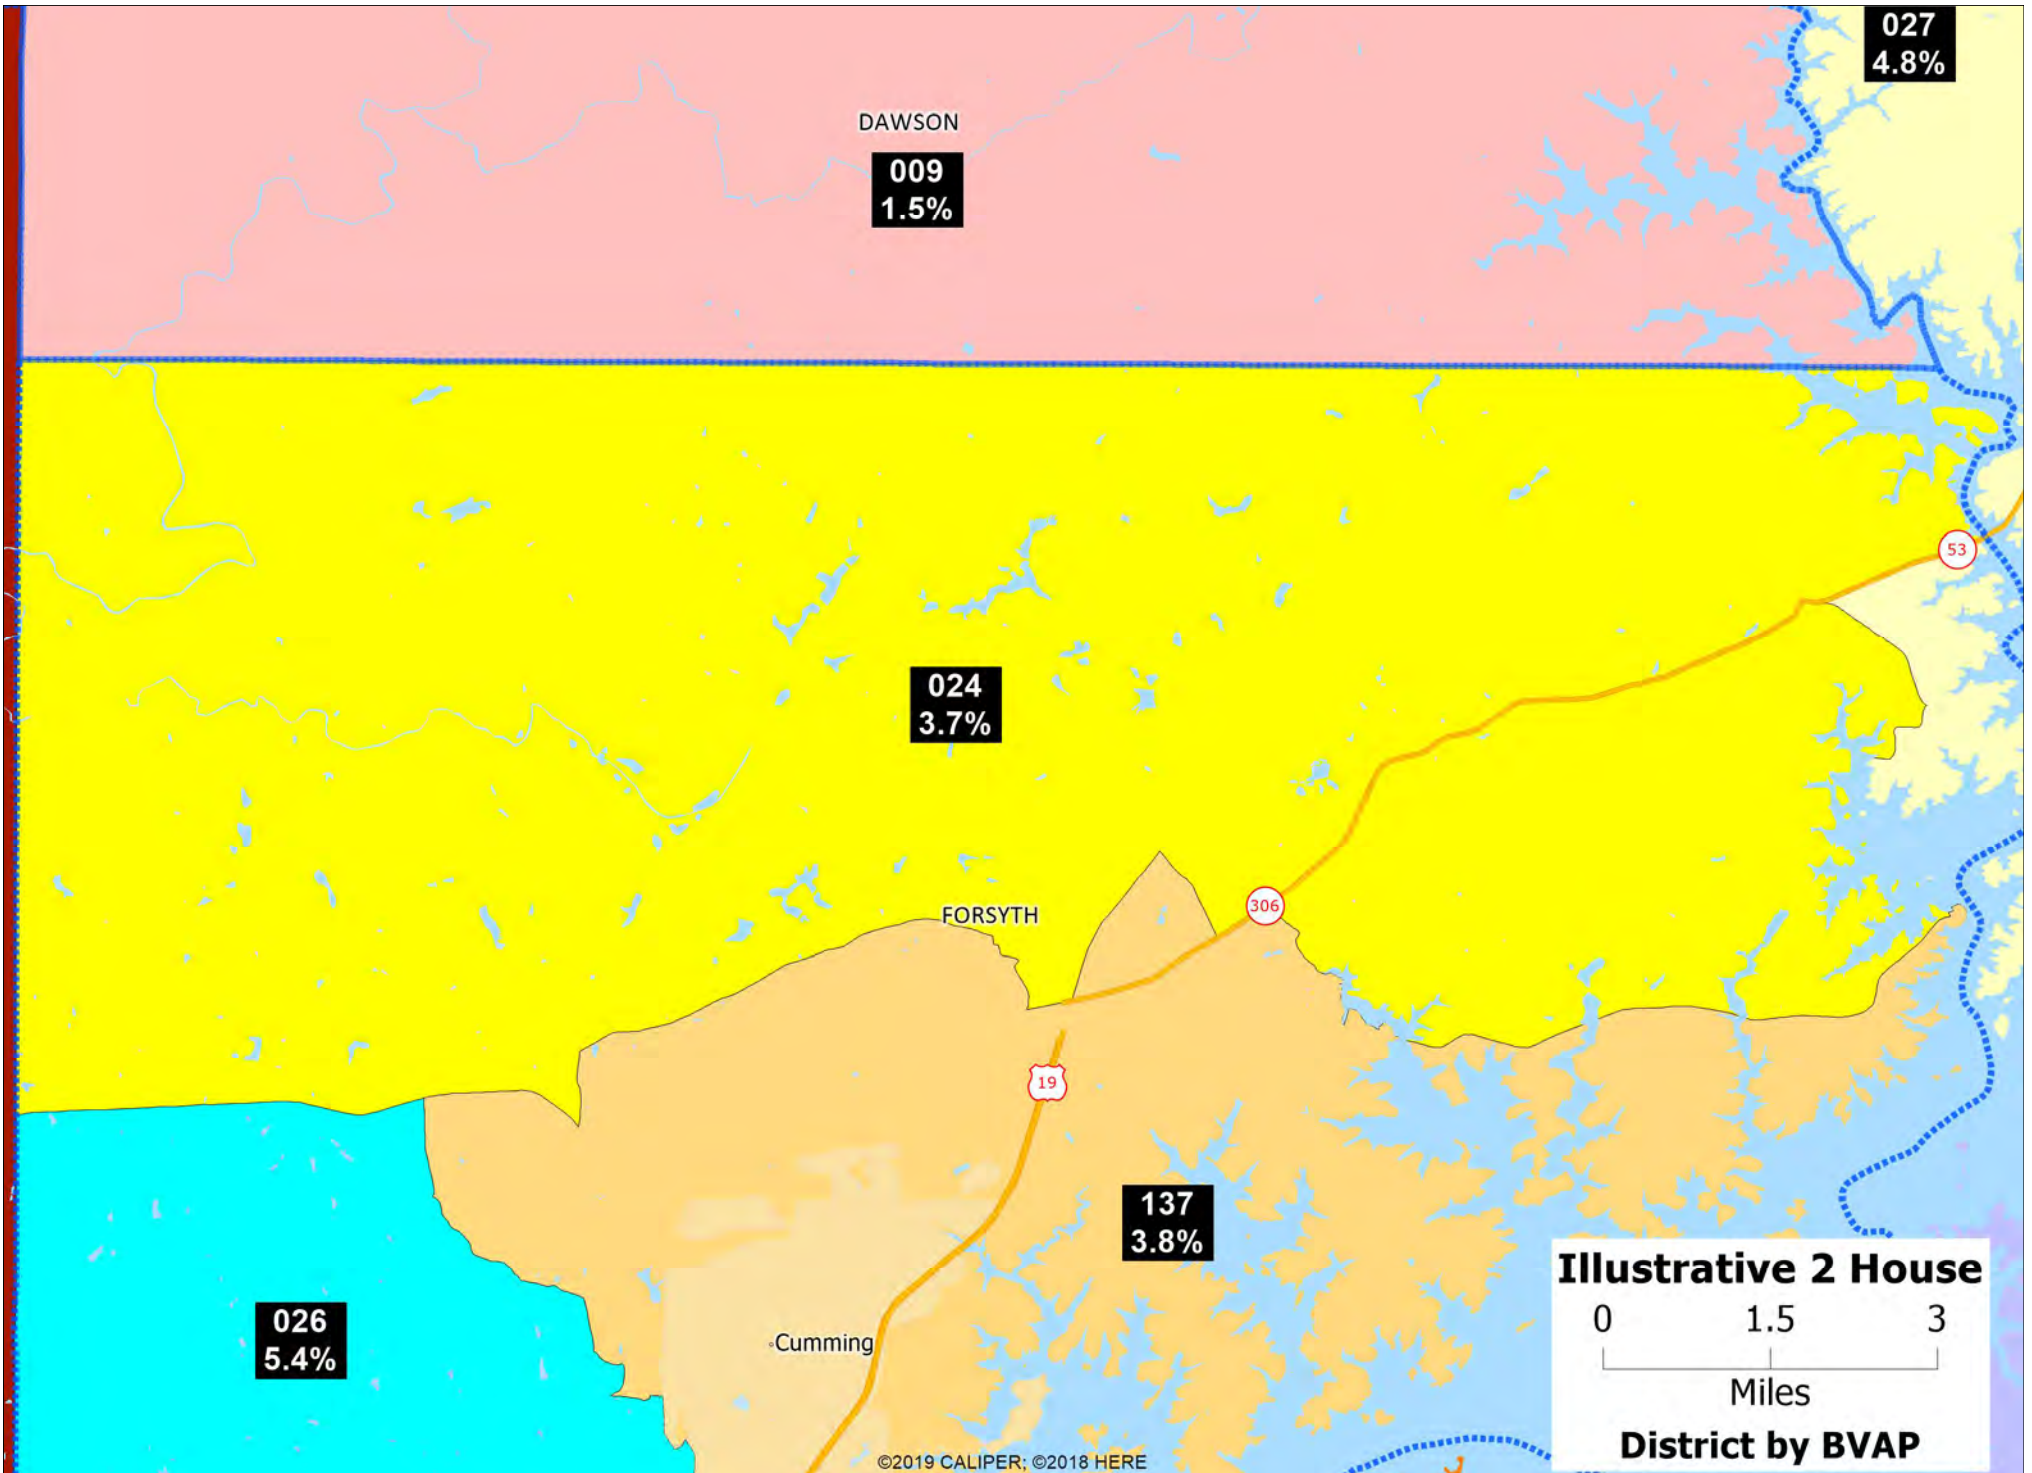 027
4.8%
DAWSON
009
1.5%
53
024
3.7%
306
FORSYTH
19
137
3.8%
026
5.4%
Cumming
Illustrative 2 House
0 1.5 3
Miles
District by BVAP
©2019 CALIPER; ©2018 HERE